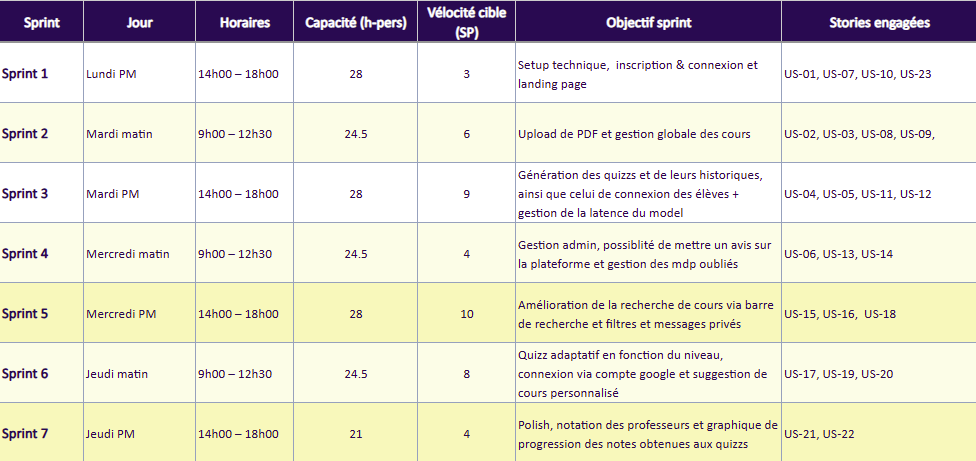 Sprint Jour Horaires Capacité (h-pers) Vélocité cible (SP) Objectif sprint Stories engagées
Sprint 1 Lundi PM 14h00 – 18h00 28 3 Setup technique, inscription & connexion et landing page US-01, US-07, US-10, US-23
Sprint 2 Mardi matin 9h00 – 12h30 24.5 6 Upload de PDF et gestion globale des cours US-02, US-03, US-08, US-09,
Sprint 3 Mardi PM 14h00 – 18h00 28 9 Génération des quizzs et de leurs historiques, ainsi que celui de connexion des élèves + gestion de la latence du model US-04, US-05, US-11, US-12
Sprint 4 Mercredi matin 9h00 – 12h30 24.5 4 Gestion admin, possiblité de mettre un avis sur la plateforme et gestion des mdp oubliés US-06, US-13, US-14
Sprint 5 Mercredi PM 14h00 – 18h00 28 10 Amélioration de la recherche de cours via barre de recherche et filtres et messages privés US-15, US-16, US-18
Sprint 6 Jeudi matin 9h00 – 12h30 24.5 8 Quizz adaptatif en fonction du niveau, connexion via compte google et suggestion de cours personnalisé US-17, US-19, US-20
Sprint 7 Jeudi PM 14h00 – 18h00 21 4 Polish, notation des professeurs et graphique de progression des notes obtenues aux quizzs US-21, US-22